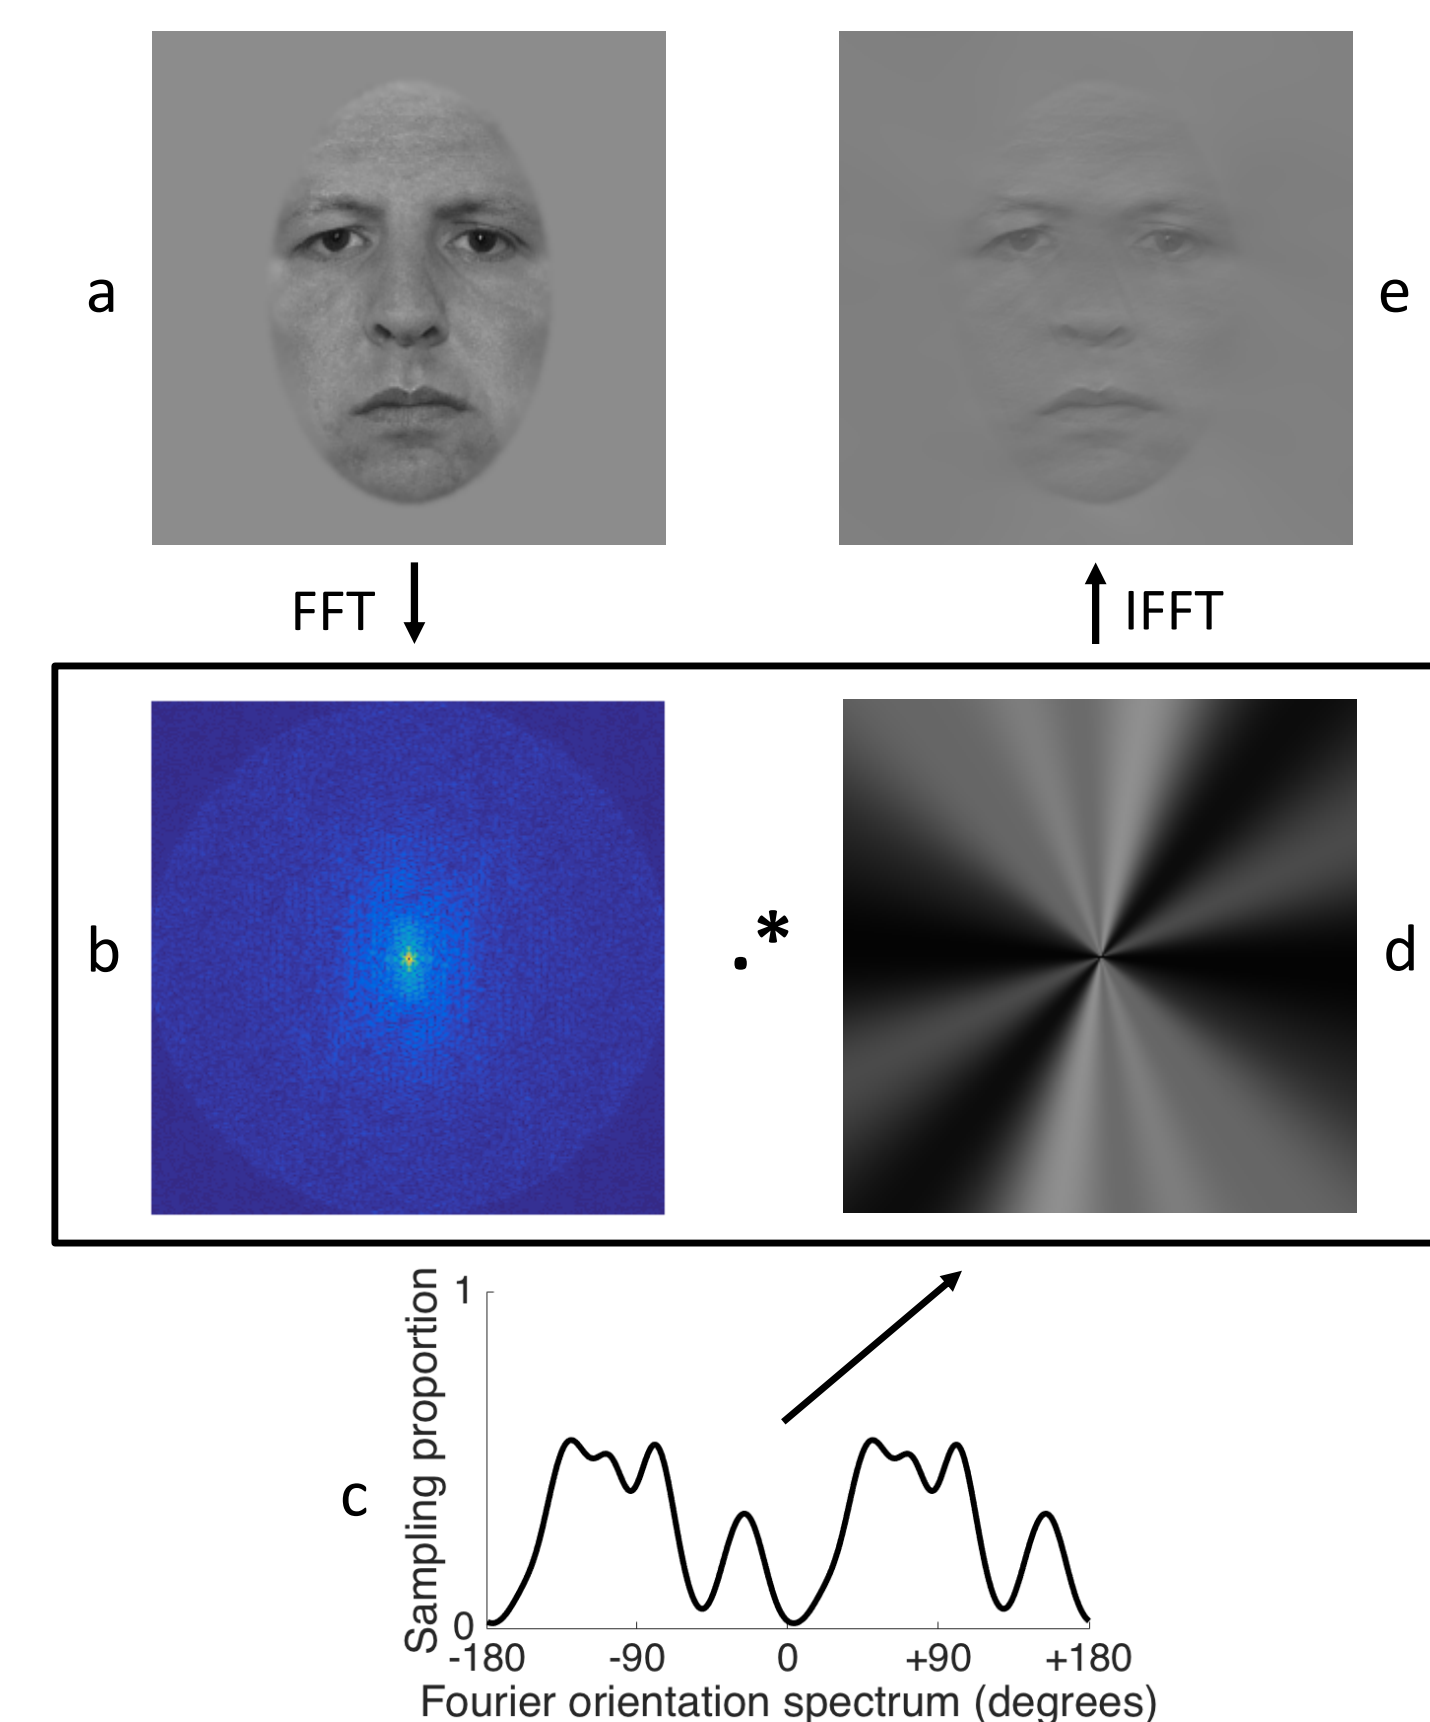 a
e
FFT
IFFT
b
.*
d
c
Sampling proportion
1
0
-180 -90 0 +90 +180
Fourier orientation spectrum (degrees)